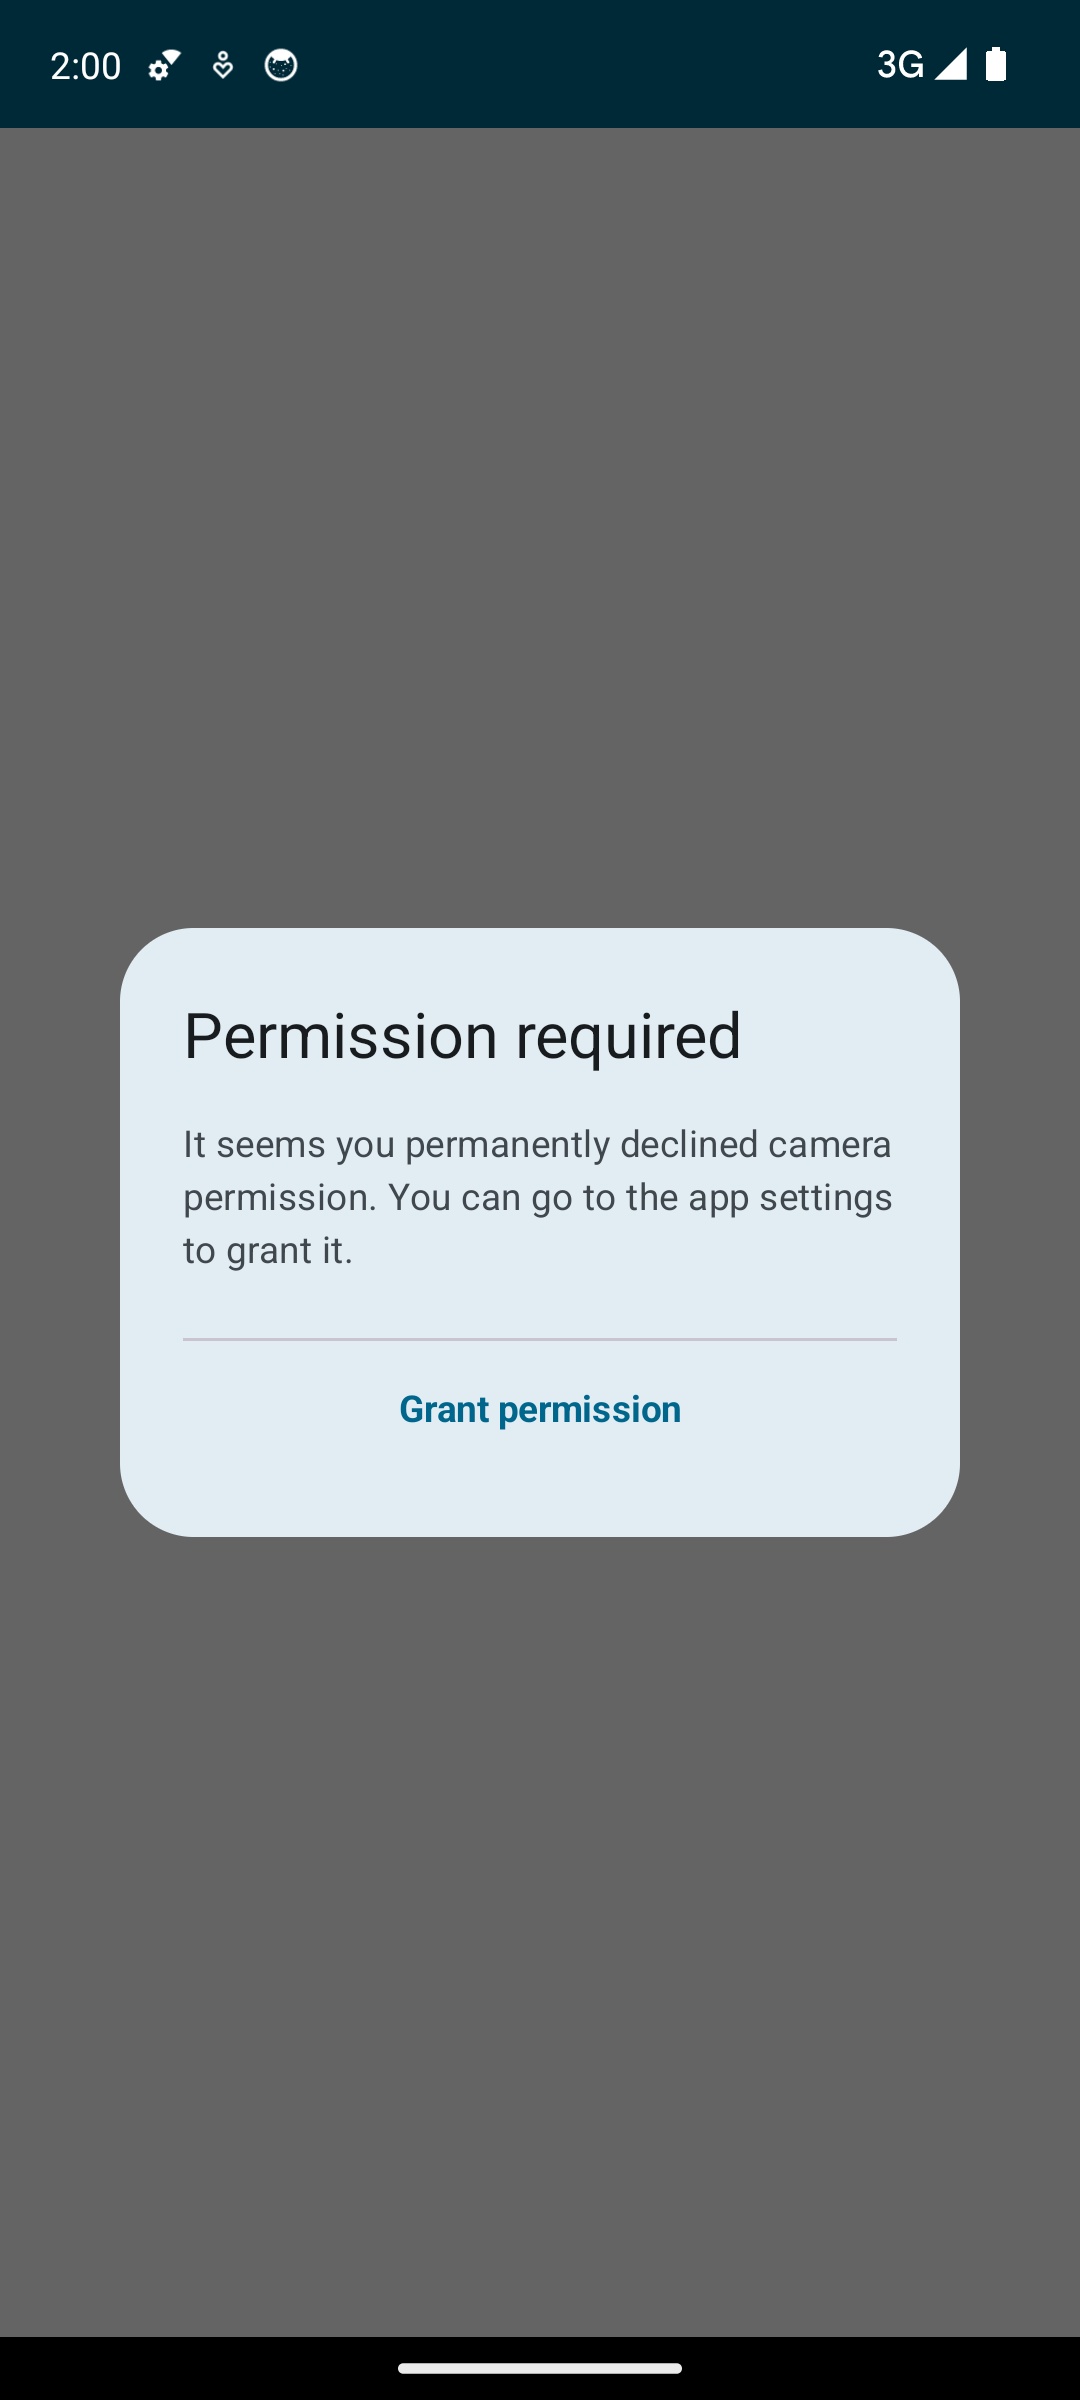 2:00
3G
Permission required
It seems you permanently declined camera
permission. You can go to the app settings
to grant it.
Grant permission